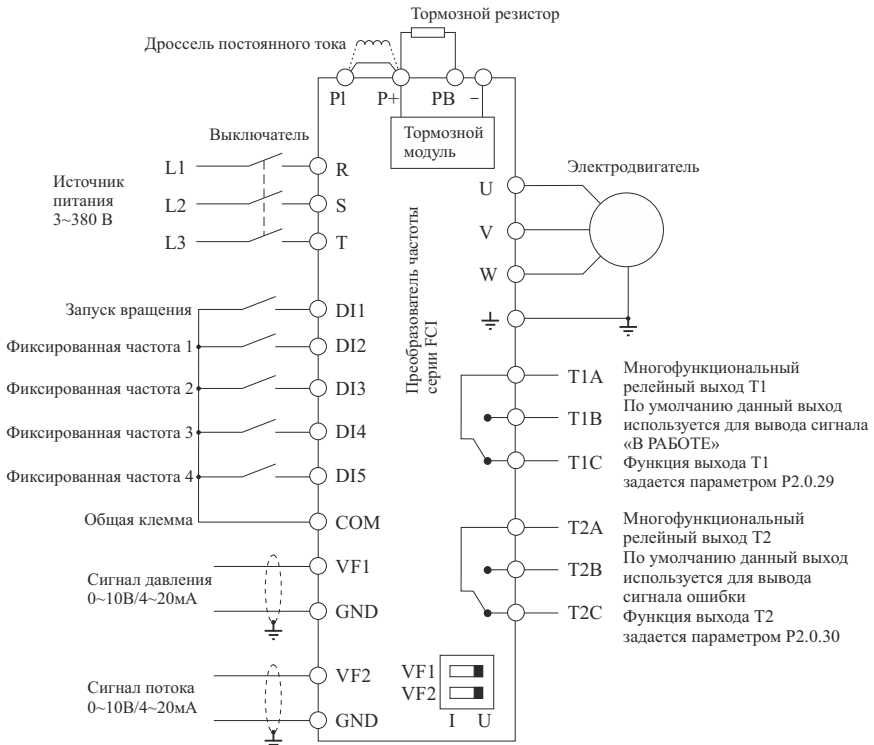 Тормозной резистор
Дроссель постоянного тока
P1
P+
PB
−
Тормозной
модуль
Выключатель
Источник
питания
3~380 В
L1
L2
L3
R
S
T
Электродвигатель
U
V
W
Преобразователь частоты
серии FCI
Запуск вращения
DI1
Фиксированная частота 1
DI2
Фиксированная частота 2
DI3
Фиксированная частота 3
DI4
Фиксированная частота 4
DI5
Общая клемма
COM
Сигнал давления
0~10В/4~20мА
VF1
GND
Сигнал потока
0~10В/4~20мА
VF2
GND
T1A
T1B
T1C
Многофункциональный
релейный выход T1
По умолчанию данный выход
используется для вывода сигнала
«В РАБОТЕ»
Функция выхода T1
задается параметром P2.0.29
T2A
T2B
T2C
Многофункциональный
релейный выход T2
По умолчанию данный выход
используется для вывода
сигнала ошибки
Функция выхода T2
задается параметром P2.0.30
VF1
VF2
I U